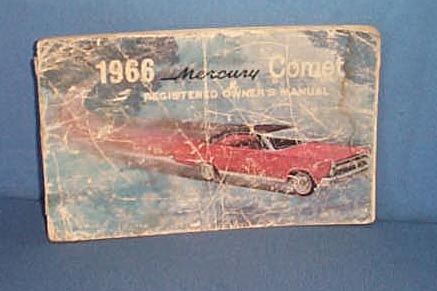 1966 Mercury Comet
REGISTERED OWNER'S MANUAL